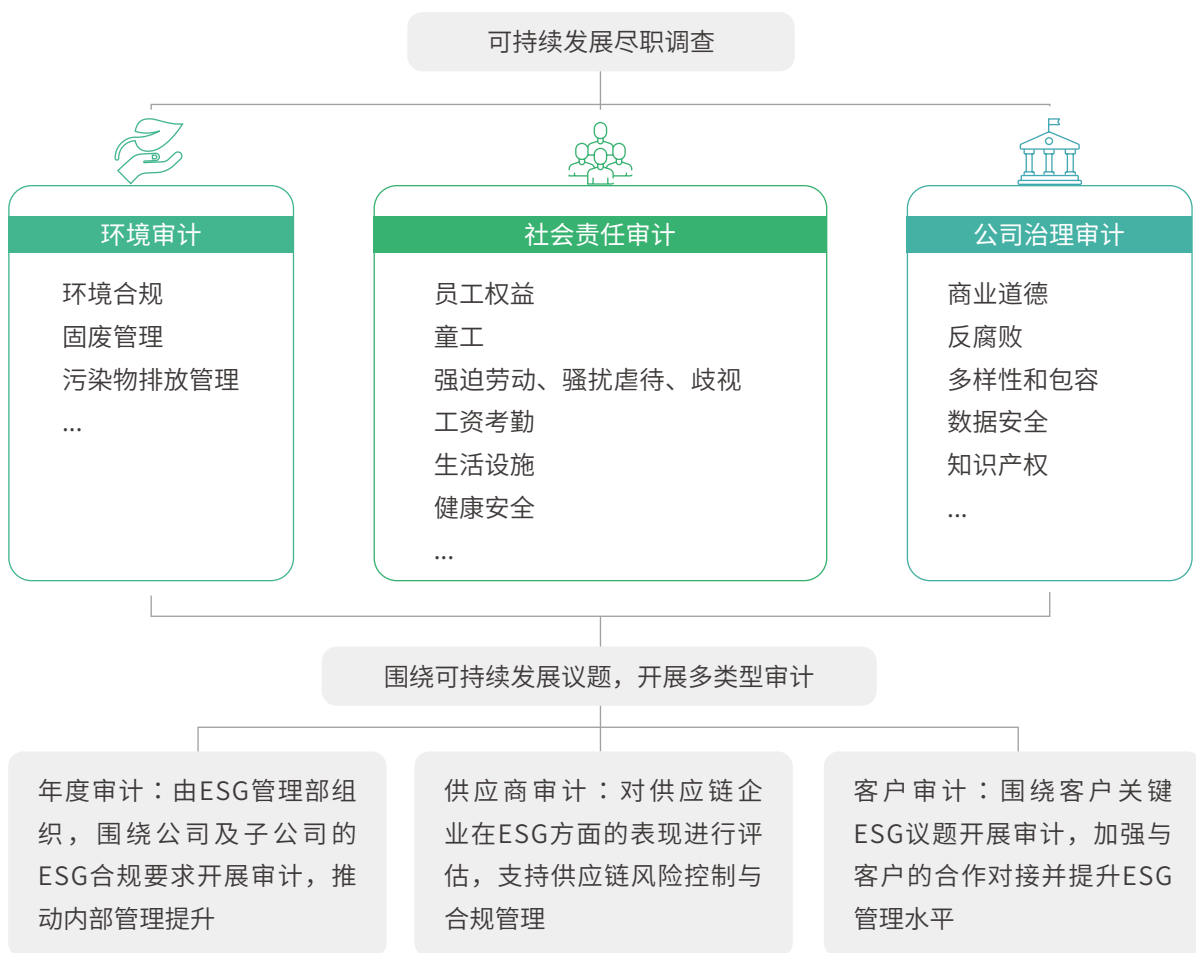 可持续发展尽职调查
环境审计
环境合规
固废管理
污染物排放管理
...
社会责任审计
员工权益
童工
强迫劳动、骚扰虐待、歧视
工资考勤
生活设施
健康安全
...
公司治理审计
商业道德
反腐败
多样性和包容
数据安全
知识产权
...
围绕可持续发展议题，开展多类型审计
年度审计：由ESG管理部组
织，围绕公司及子公司的
ESG合规要求开展审计，推
动内部管理提升
供应商审计：对供应链企
业在ESG方面的表现进行评
估，支持供应链风险控制与
合规管理
客户审计：围绕客户关键
ESG议题开展审计，加强与
客户的合作对接并提升ESG
管理水平